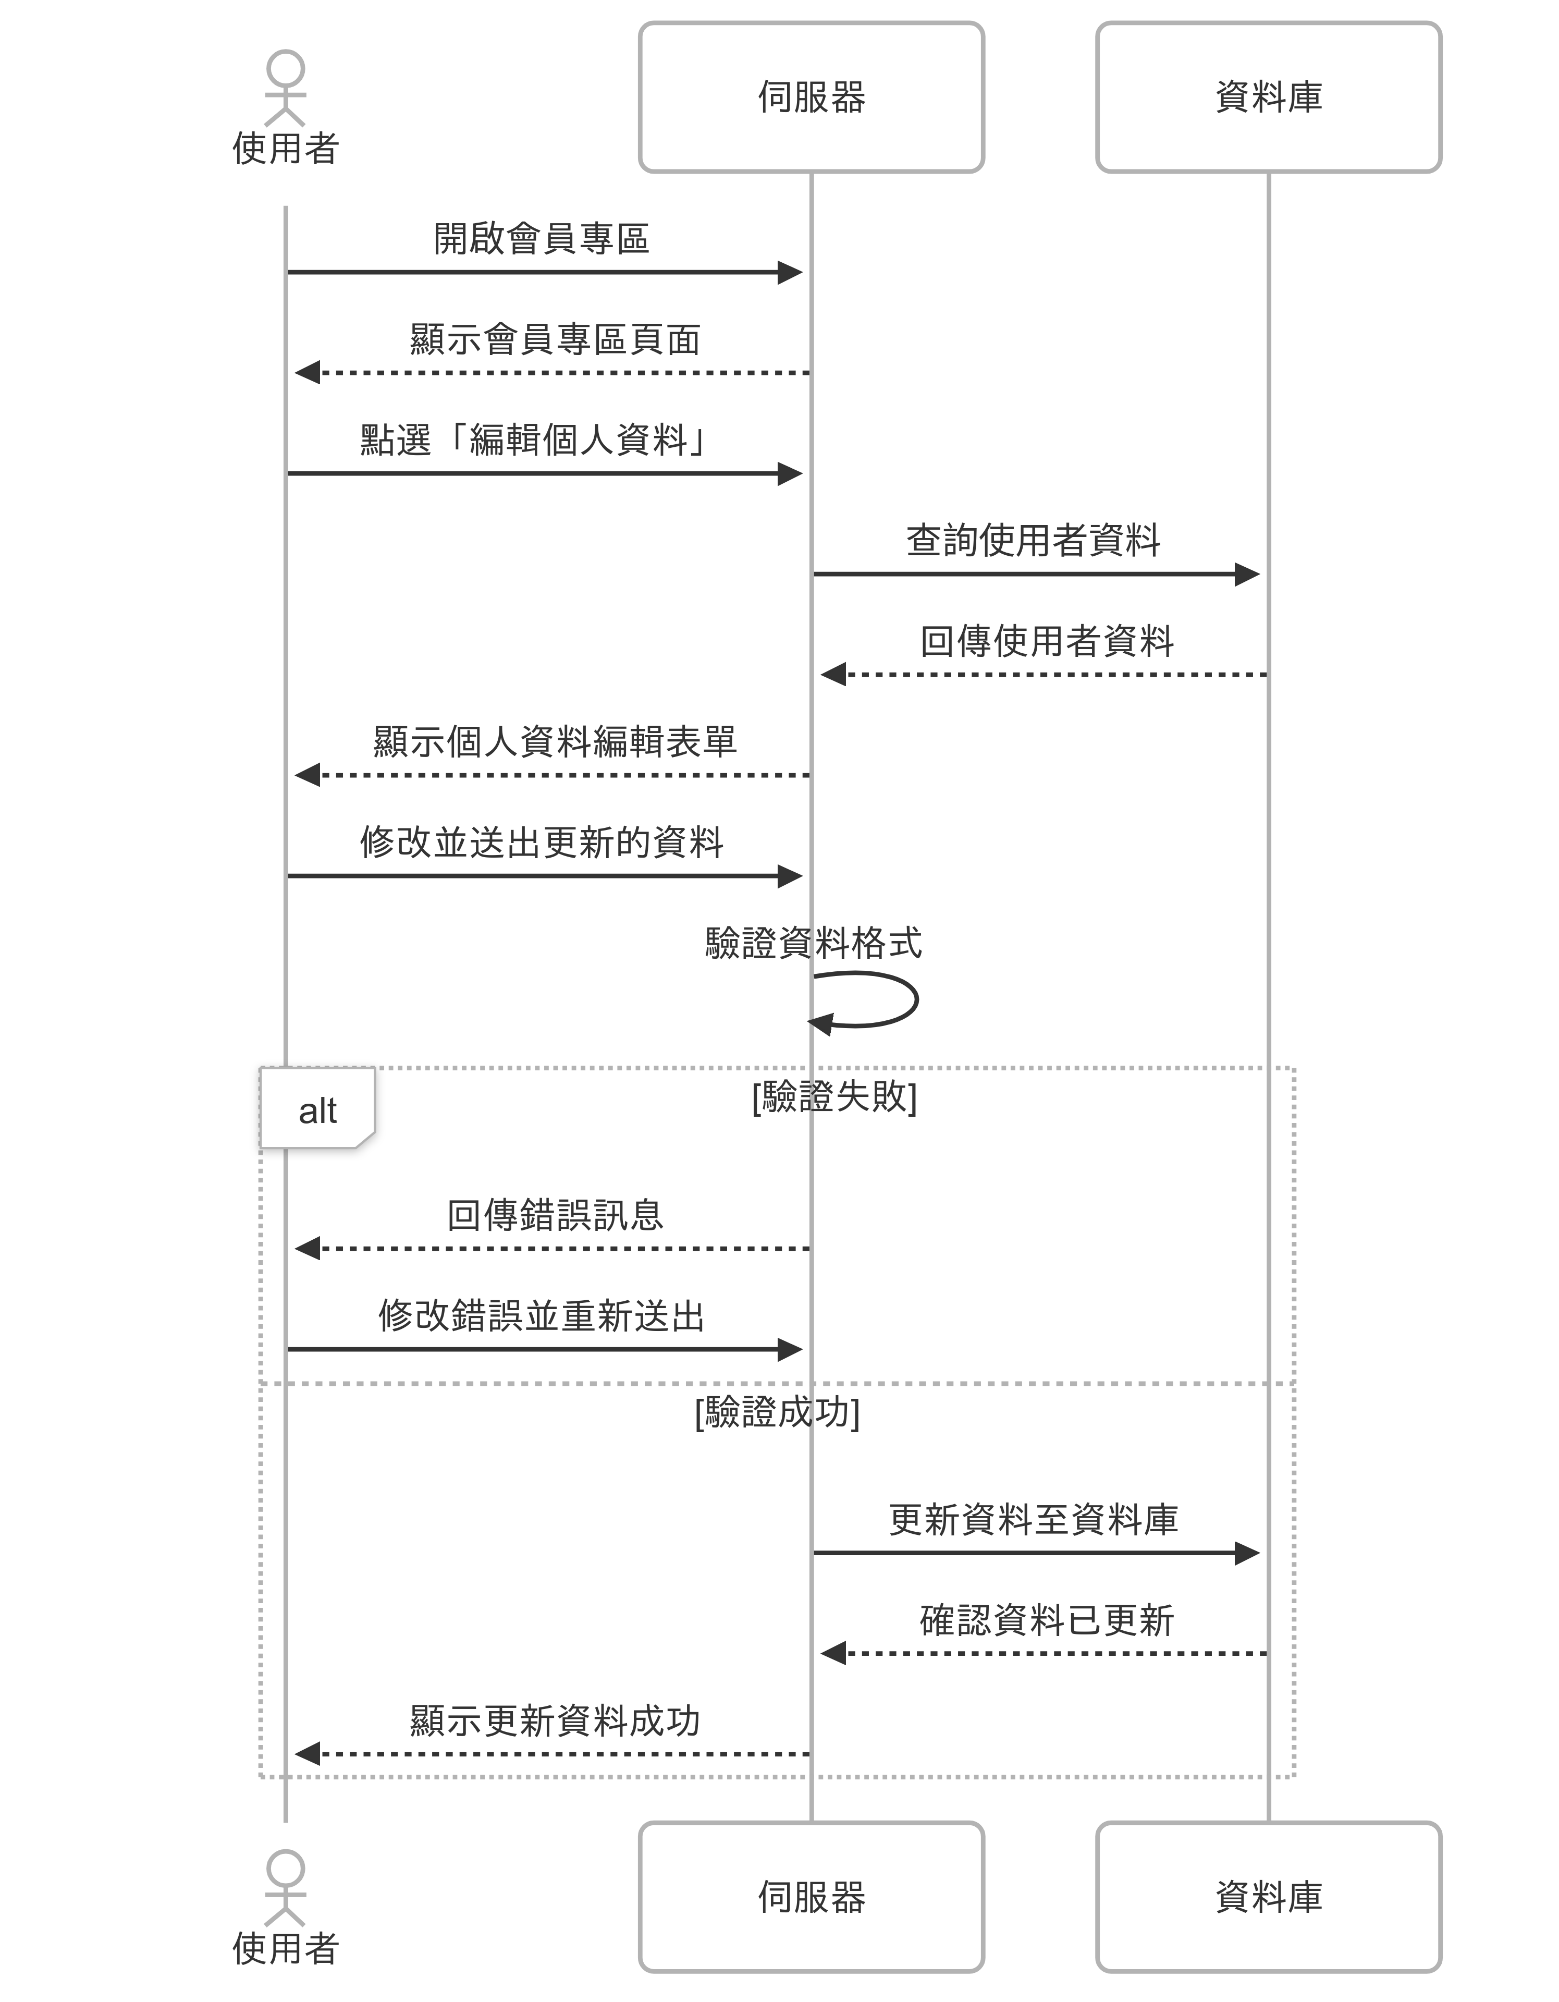 使用者
伺服器
資料庫
開啟會員專區
顯示會員專區頁面
點選「編輯個人資料」
查詢使用者資料
回傳使用者資料
顯示個人資料編輯表單
修改並送出更新的資料
驗證資料格式
alt
[驗證失敗]
回傳錯誤訊息
修改錯誤並重新送出
[驗證成功]
更新資料至資料庫
確認資料已更新
顯示更新資料成功
使用者
伺服器
資料庫